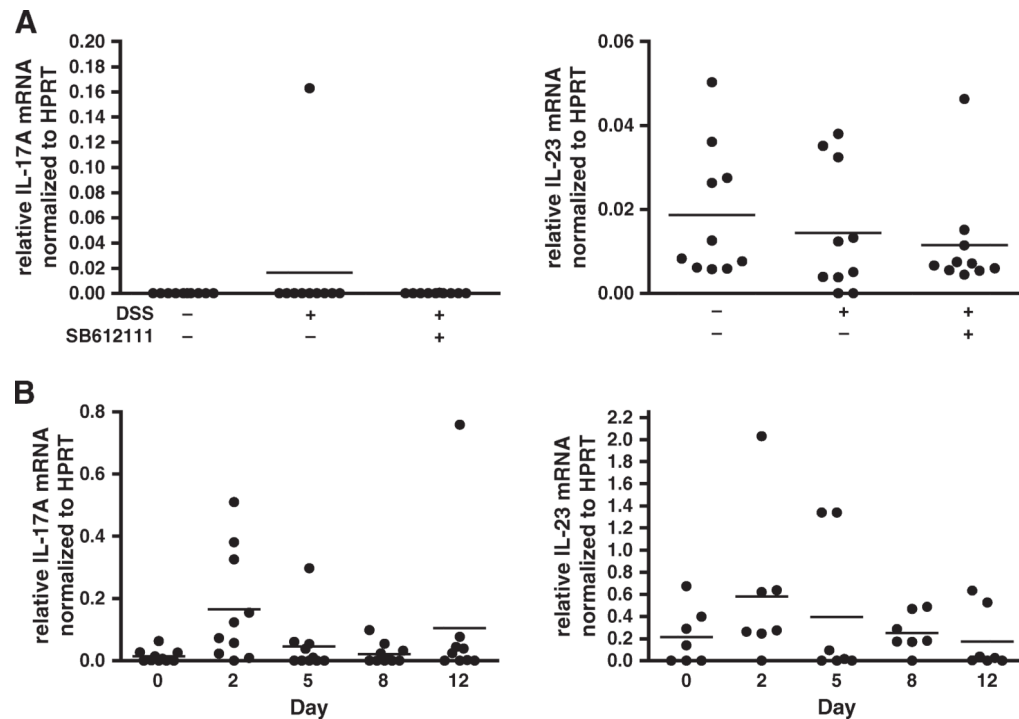 A
relative IL-17A mRNA
normalized to HPRT
0.20
0.18
0.16
0.14
0.12
0.10
0.08
0.06
0.04
0.02
0.00
DSS – + +
SB612111 – – +
relative IL-23 mRNA
normalized to HPRT
0.06
0.04
0.02
0.00
– + +
– – +
B
relative IL-17A mRNA
normalized to HPRT
0.8
0.6
0.4
0.2
0.0
0 2 5 8 12
Day
relative IL-23 mRNA
normalized to HPRT
2.2
2.0
1.8
1.6
1.4
1.2
1.0
0.8
0.6
0.4
0.2
0.0
0 2 5 8 12
Day